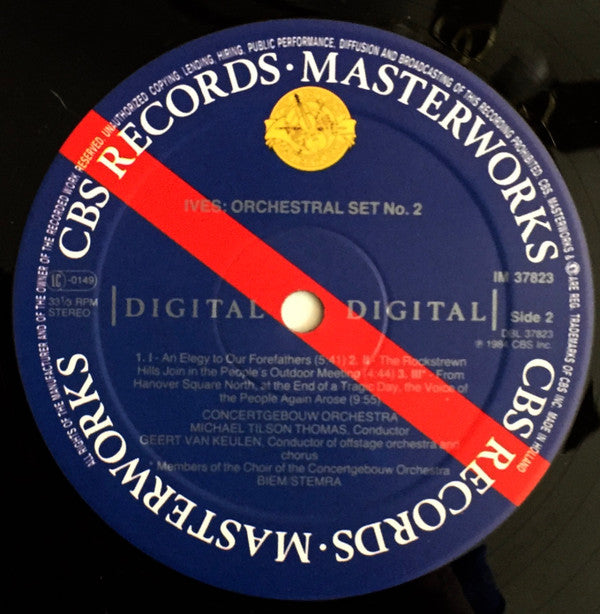 ALL RIGHTS OF THE MANUFACTURER AND OF THE OWNER OF THE RECORDED WORK RESERVED. UNAUTHORIZED COPYING, LENDING, HIRING, PUBLIC PERFORMANCE, DIFFUSION AND BROADCASTING OF THIS RECORDING PROHIBITED. CBS, MASTERWORKS & ARE REG. TRADEMARKS OF CBS INC. MADE IN HOLLAND
CBS RECORDS · MASTERWORKS
CBS RECORDS · MASTERWORKS
IVES: ORCHESTRAL SET No. 2
LC -0149
33⅓ RPM
STEREO
DIGITAL DIGITAL
IM 37823
Side 2
DBL 37823
℗ 1984 CBS Inc.
1. I - An Elegy to Our Forefathers (5:41) 2. II - The Rockstrewn
Hills Join in the People's Outdoor Meeting (4:44) 3. III* - From
Hanover Square North, at the End of a Tragic Day, the Voice of
the People Again Arose (9:55)
CONCERTGEBOUW ORCHESTRA
MICHAEL TILSON THOMAS, Conductor
GEERT VAN KEULEN, Conductor of offstage orchestra and
chorus
*Members of the Choir of the Concertgebouw Orchestra
BIEM STEMRA